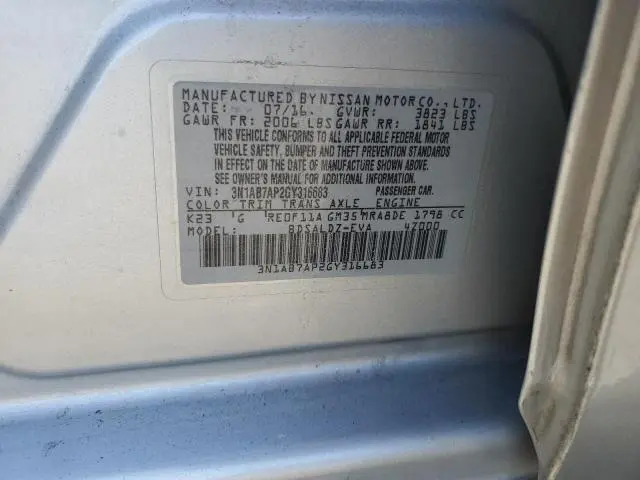 MANUFACTURED BY NISSAN MOTOR CO., LTD.
DATE: 07/16. GVWR: 3823 LBS
GAWR FR: 2006 LBS GAWR RR: 1841 LBS
THIS VEHICLE CONFORMS TO ALL APPLICABLE FEDERAL MOTOR
VEHICLE SAFETY, BUMPER AND THEFT PREVENTION STANDARDS
IN EFFECT ON THE DATE OF MANUFACTURE SHOWN ABOVE.
SEE OWNER'S MANUAL FOR ADDITIONAL INFORMATION.
VIN: 3N1AB7AP2GY316683 PASSENGER CAR.
COLOR TRIM TRANS AXLE ENGINE
K23 G RE0F11A GM35 MRA8DE 1798 CC
MODEL: BDSALDZ-EVA 4Z000
3N1AB7AP2GY316683